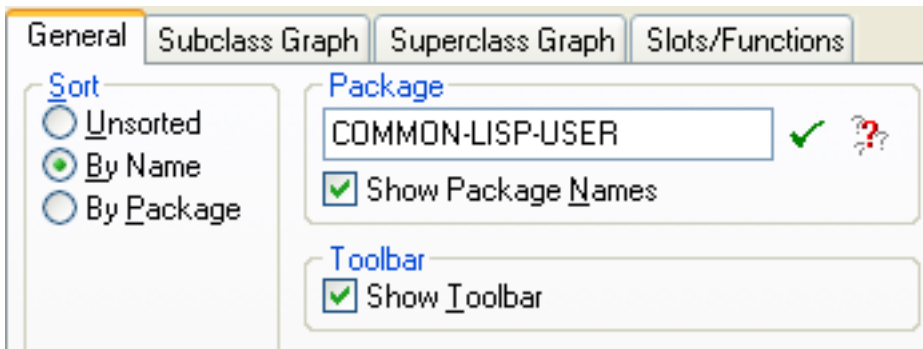 General Subclass Graph Superclass Graph Slots/Functions
Sort
Unsorted
By Name
By Package
Package
COMMON-LISP-USER
Show Package Names
Toolbar
Show Toolbar